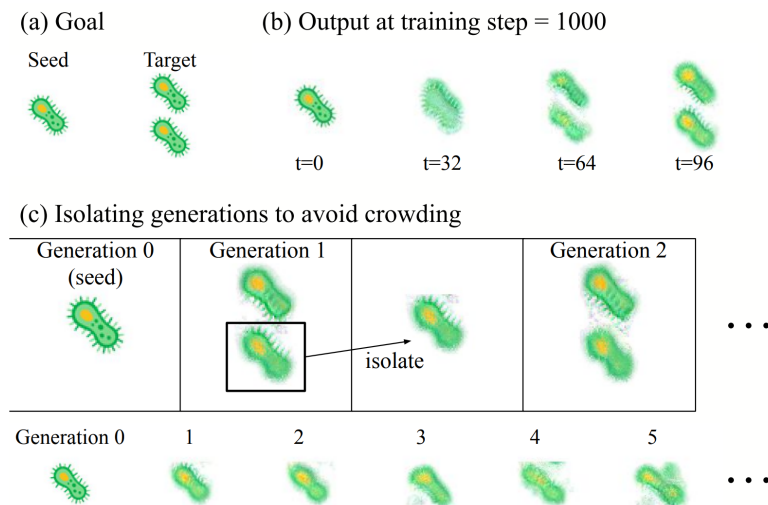 (a) Goal
(b) Output at training step = 1000
Seed
Target
t=0
t=32
t=64
t=96
(c) Isolating generations to avoid crowding
Generation 0
(seed)
Generation 1
isolate
Generation 2
• • •
Generation 0 1 2 3 4 5
• • •